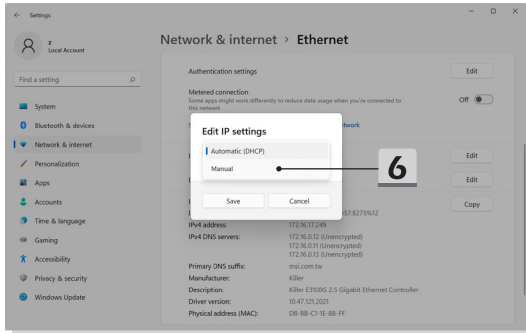 Settings
Z
Local Account
Find a setting
System
Bluetooth & devices
Network & internet
Personalization
Apps
Accounts
Time & language
Gaming
Accessibility
Privacy & security
Windows Update
Network & internet > Ethernet
Authentication settings
Edit
Metered connection
Some apps might work differently to reduce data usage when you're connected to
this network
Off
Edit IP settings
Automatic (DHCP)
Manual
6
Save
Cancel
Edit
Edit
Copy
IPv4 address: 172.16.17.249
IPv4 DNS servers: 172.16.0.12 (Unencrypted)
172.16.0.11 (Unencrypted)
172.16.0.13 (Unencrypted)
Primary DNS suffix: msi.com.tw
Manufacturer: Killer
Description: Killer E3100G 2.5 Gigabit Ethernet Controller
Driver version: 10.47.121.2021
Physical address (MAC): D8-BB-C1-1E-8B-FF